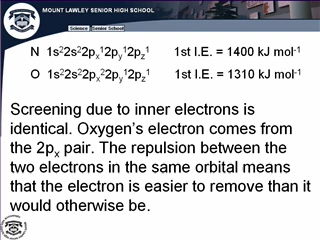 MOUNT LAWLEY SENIOR HIGH SCHOOL
Science Senior School
N 1s²2s²2pₓ¹2pᵧ¹2p_z¹ 1st I.E. = 1400 kJ mol⁻¹
O 1s²2s²2pₓ²2pᵧ¹2p_z¹ 1st I.E. = 1310 kJ mol⁻¹
Screening due to inner electrons is
identical. Oxygen's electron comes from
the 2pₓ pair. The repulsion between the
two electrons in the same orbital means
that the electron is easier to remove than it
would otherwise be.